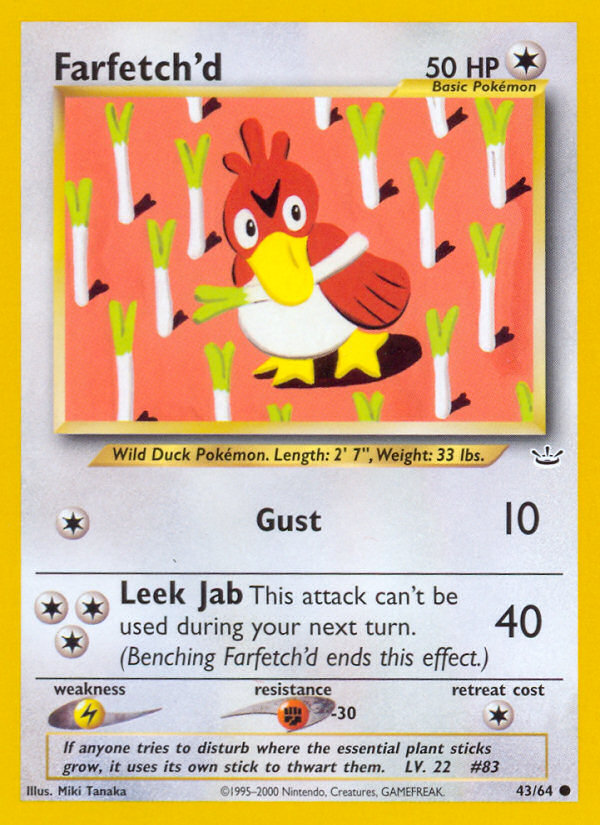 Farfetch'd
50 HP
Basic Pokémon
Wild Duck Pokémon. Length: 2' 7", Weight: 33 lbs.
Gust 10
Leek Jab This attack can't be
used during your next turn. 40
(Benching Farfetch'd ends this effect.)
weakness resistance retreat cost
-30
If anyone tries to disturb where the essential plant sticks
grow, it uses its own stick to thwart them. LV. 22 #83
Illus. Miki Tanaka ©1995-2000 Nintendo, Creatures, GAMEFREAK. 43/64